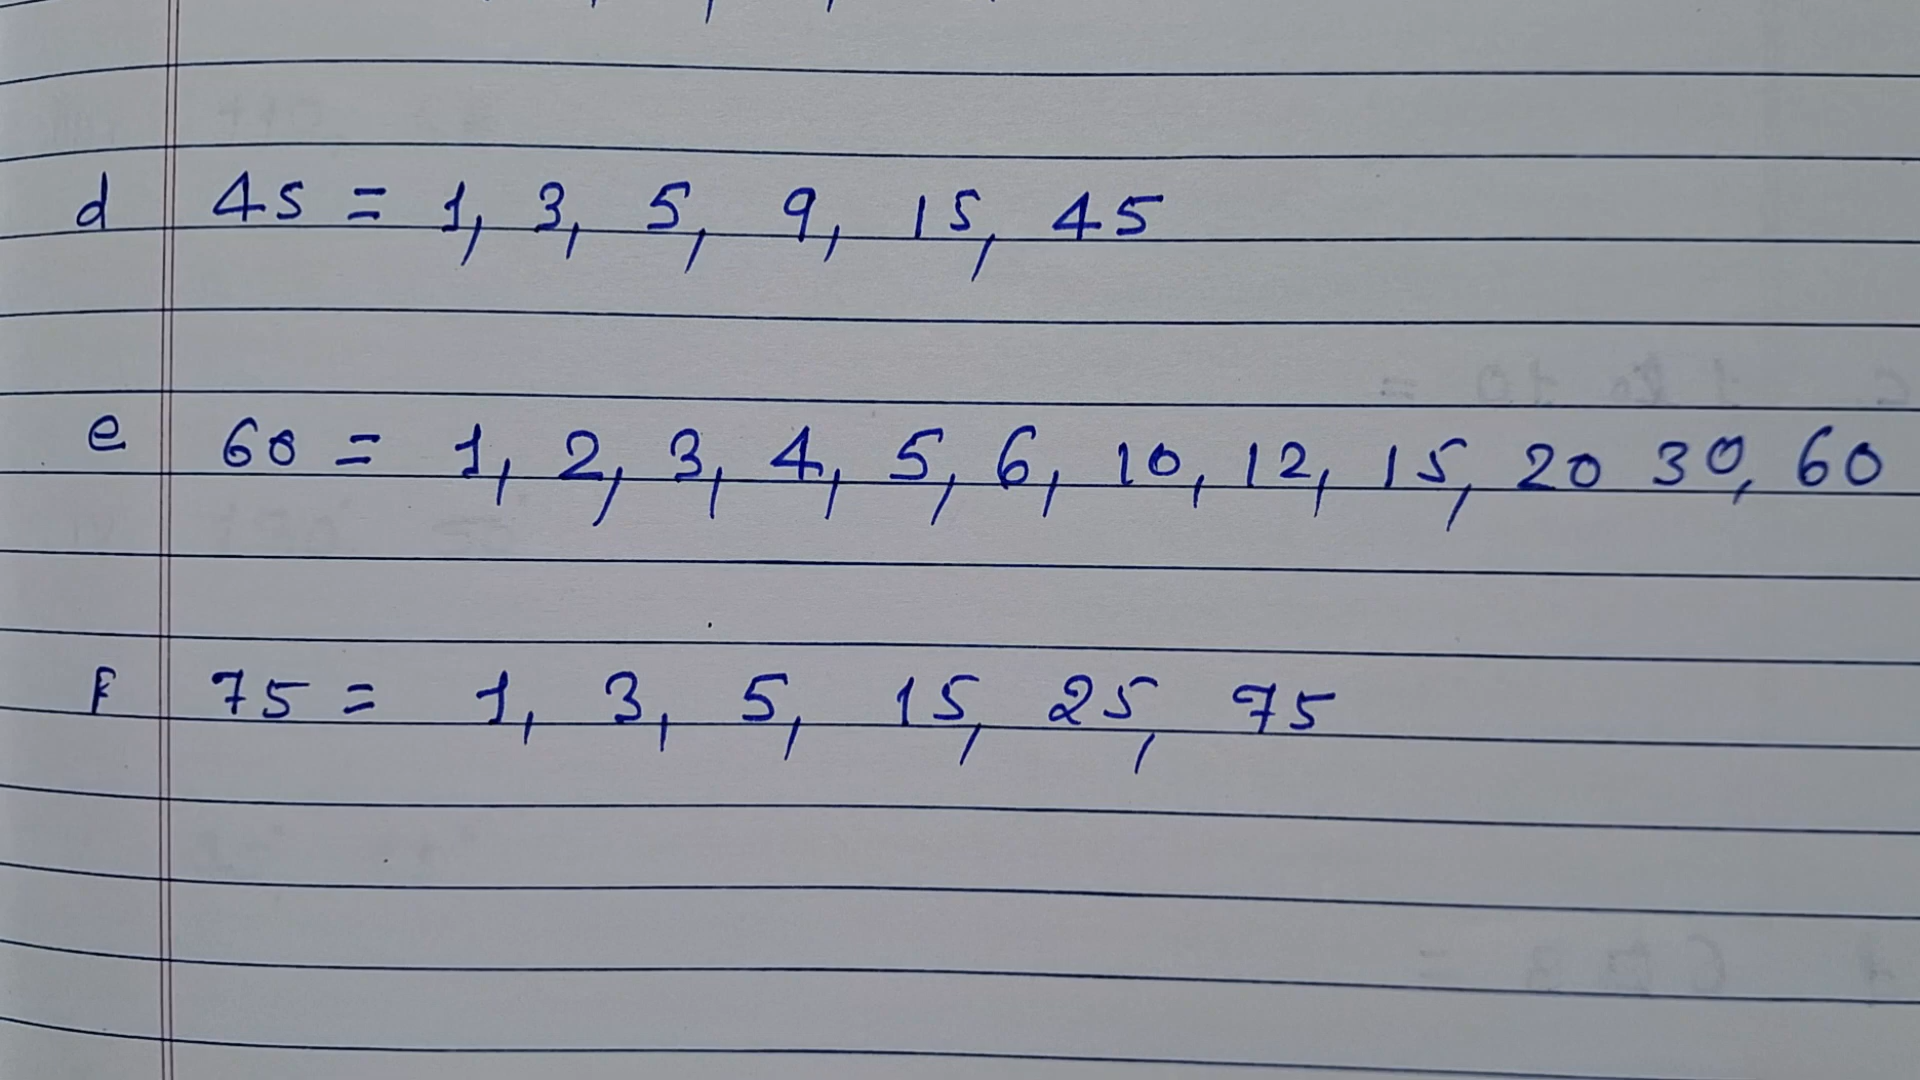 d 45 = 1, 3, 5, 9, 15, 45
e 60 = 1, 2, 3, 4, 5, 6, 10, 12, 15, 20 30, 60
F 75 = 1, 3, 5, 15, 25, 75